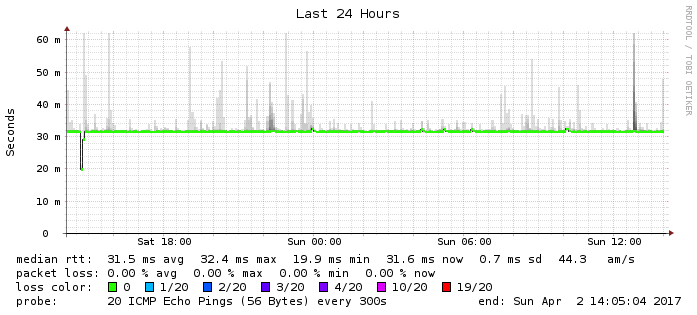 Last 24 Hours
RRDTOOL / TOBI OETIKER
Seconds
60 m
50 m
40 m
30 m
20 m
10 m
0
Sat 18:00 Sun 00:00 Sun 06:00 Sun 12:00
median rtt: 31.5 ms avg 32.4 ms max 19.9 ms min 31.6 ms now 0.7 ms sd 44.3 am/s
packet loss: 0.00 % avg 0.00 % max 0.00 % min 0.00 % now
loss color: 0 1/20 2/20 3/20 4/20 10/20 19/20
probe: 20 ICMP Echo Pings (56 Bytes) every 300s end: Sun Apr 2 14:05:04 2017